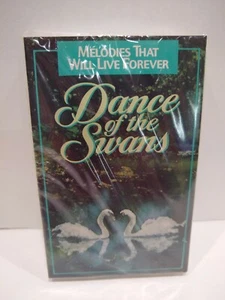 MELODIES THAT
WILL LIVE FOREVER
Dance
of the
Swans